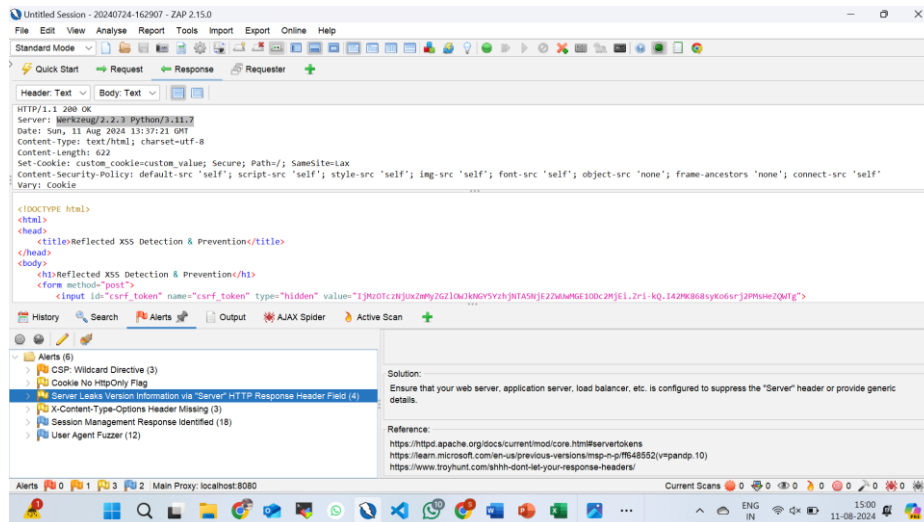 Untitled Session - 20240724-162907 - ZAP 2.15.0
File Edit View Analyse Report Tools Import Export Online Help
Standard Mode
Quick Start Request Response Requester
Header: Text Body: Text
HTTP/1.1 200 OK
Server: Werkzeug/2.2.3 Python/3.11.7
Date: Sun, 11 Aug 2024 13:37:21 GMT
Content-Type: text/html; charset=utf-8
Content-Length: 622
Set-Cookie: custom_cookie=custom_value; Secure; Path=/; SameSite=Lax
Content-Security-Policy: default-src 'self'; script-src 'self'; style-src 'self'; img-src 'self'; font-src 'self'; object-src 'none'; frame-ancestors 'none'; connect-src 'self'
Vary: Cookie
<!DOCTYPE html>
<html>
<head>
<title>Reflected XSS Detection & Prevention</title>
</head>
<body>
<h1>Reflected XSS Detection & Prevention</h1>
<form method="post">
<input id="csrf_token" name="csrf_token" type="hidden"
History Search Alerts Output AJAX Spider Active Scan
Alerts (6)
CSP: Wildcard Directive (3)
Cookie No HttpOnly Flag
Server Leaks Version Information via "Server" HTTP Response Header Field (4)
X-Content-Type-Options Header Missing (3)
Session Management Response Identified (18)
User Agent Fuzzer (12)
Solution:
Ensure that your web server, application server, load balancer, etc. is configured to suppress the "Server" header or provide generic
details.
Reference:
https://httpd.apache.org/docs/current/mod/core.html#servertokens
https://learn.microsoft.com/en-us/previous-versions/msp-n-p/ff648552(v=pandp.10)
https://www.troyhunt.com/shhh-dont-let-your-response-headers/
Alerts 0 1 3 2 Main Proxy: localhost:8080
Current Scans 0 0 0 0 0 0 0
ENG
IN
15:00
11-08-2024